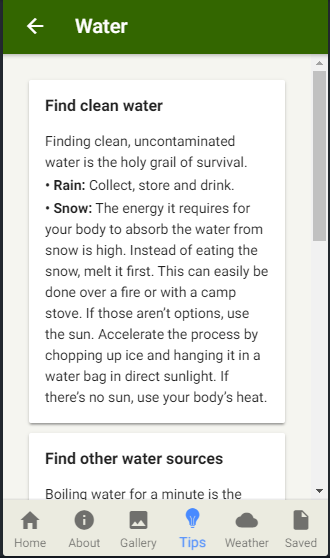 Water
Find clean water
Finding clean, uncontaminated
water is the holy grail of survival.
• Rain: Collect, store and drink.
• Snow: The energy it requires for
your body to absorb the water from
snow is high. Instead of eating the
snow, melt it first. This can easily be
done over a fire or with a camp
stove. If those aren’t options, use
the sun. Accelerate the process by
chopping up ice and hanging it in a
water bag in direct sunlight. If
there’s no sun, use your body’s heat.
Find other water sources
Boiling water for a minute is the
Home About Gallery Tips Weather Saved